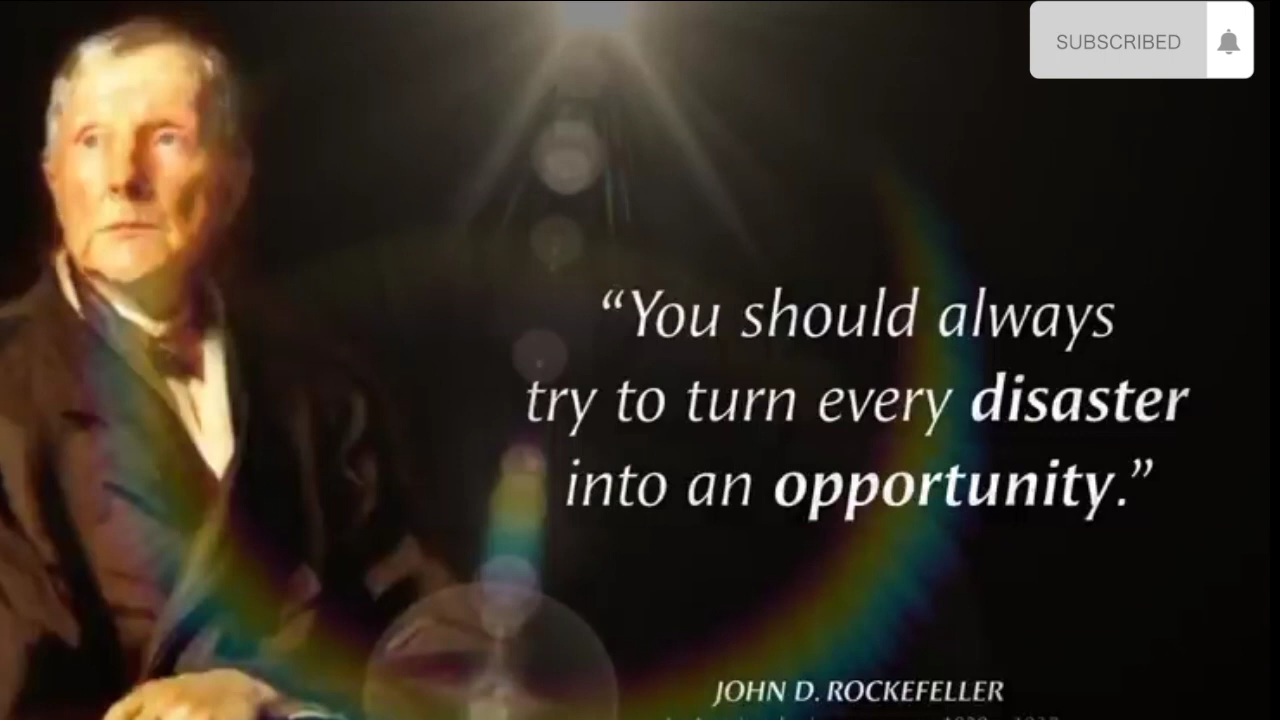 SUBSCRIBED
“You should always
try to turn every disaster
into an opportunity.”
JOHN D. ROCKEFELLER